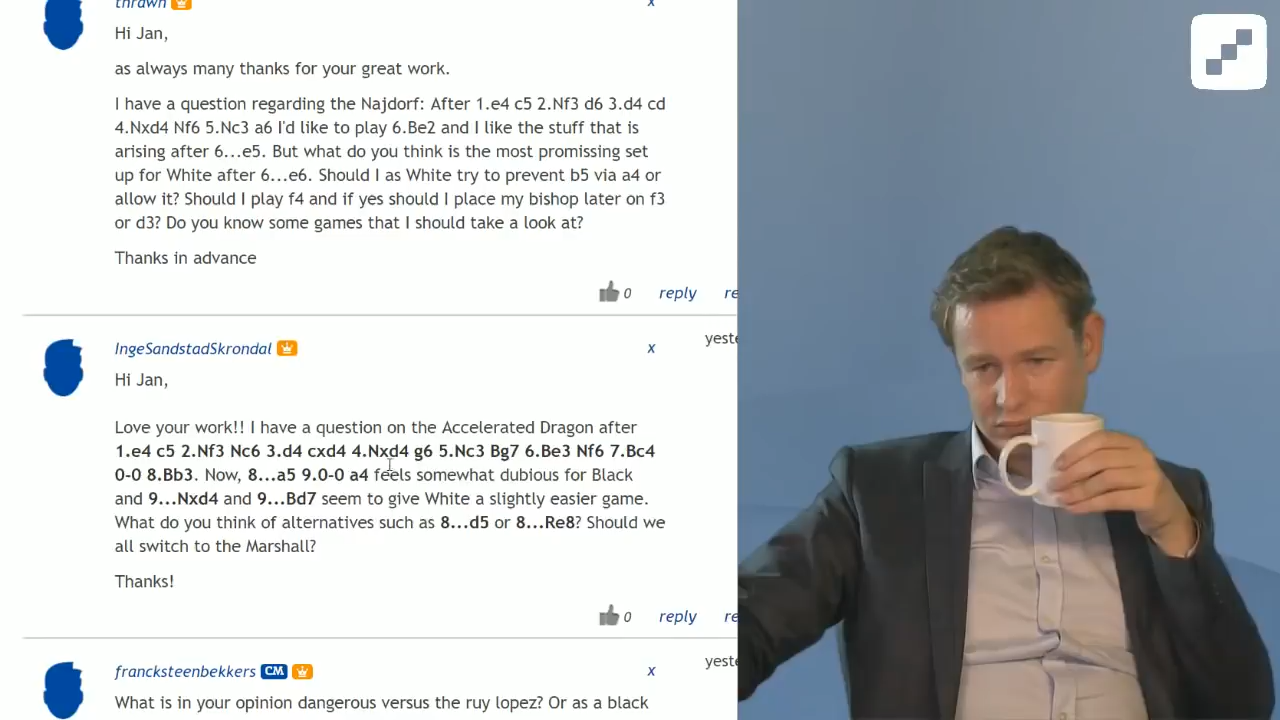 thrawn
x
Hi Jan,
as always many thanks for your great work.
I have a question regarding the Najdorf: After 1.e4 c5 2.Nf3 d6 3.d4 cd
4.Nxd4 Nf6 5.Nc3 a6 I'd like to play 6.Be2 and I like the stuff that is
arising after 6...e5. But what do you think is the most promissing set
up for White after 6...e6. Should I as White try to prevent b5 via a4 or
allow it? Should I play f4 and if yes should I place my bishop later on f3
or d3? Do you know some games that I should take a look at?
Thanks in advance
0 reply re
yeste
IngeSandstadSkrondal x
Hi Jan,
Love your work!! I have a question on the Accelerated Dragon after
1.e4 c5 2.Nf3 Nc6 3.d4 cxd4 4.Nxd4 g6 5.Nc3 Bg7 6.Be3 Nf6 7.Bc4
0-0 8.Bb3. Now, 8...a5 9.0-0 a4 feels somewhat dubious for Black
and 9...Nxd4 and 9...Bd7 seem to give White a slightly easier game.
What do you think of alternatives such as 8...d5 or 8...Re8? Should we
all switch to the Marshall?
Thanks!
0 reply re
yeste
francksteenbekkers CM x
What is in your opinion dangerous versus the ruy lopez? Or as a black